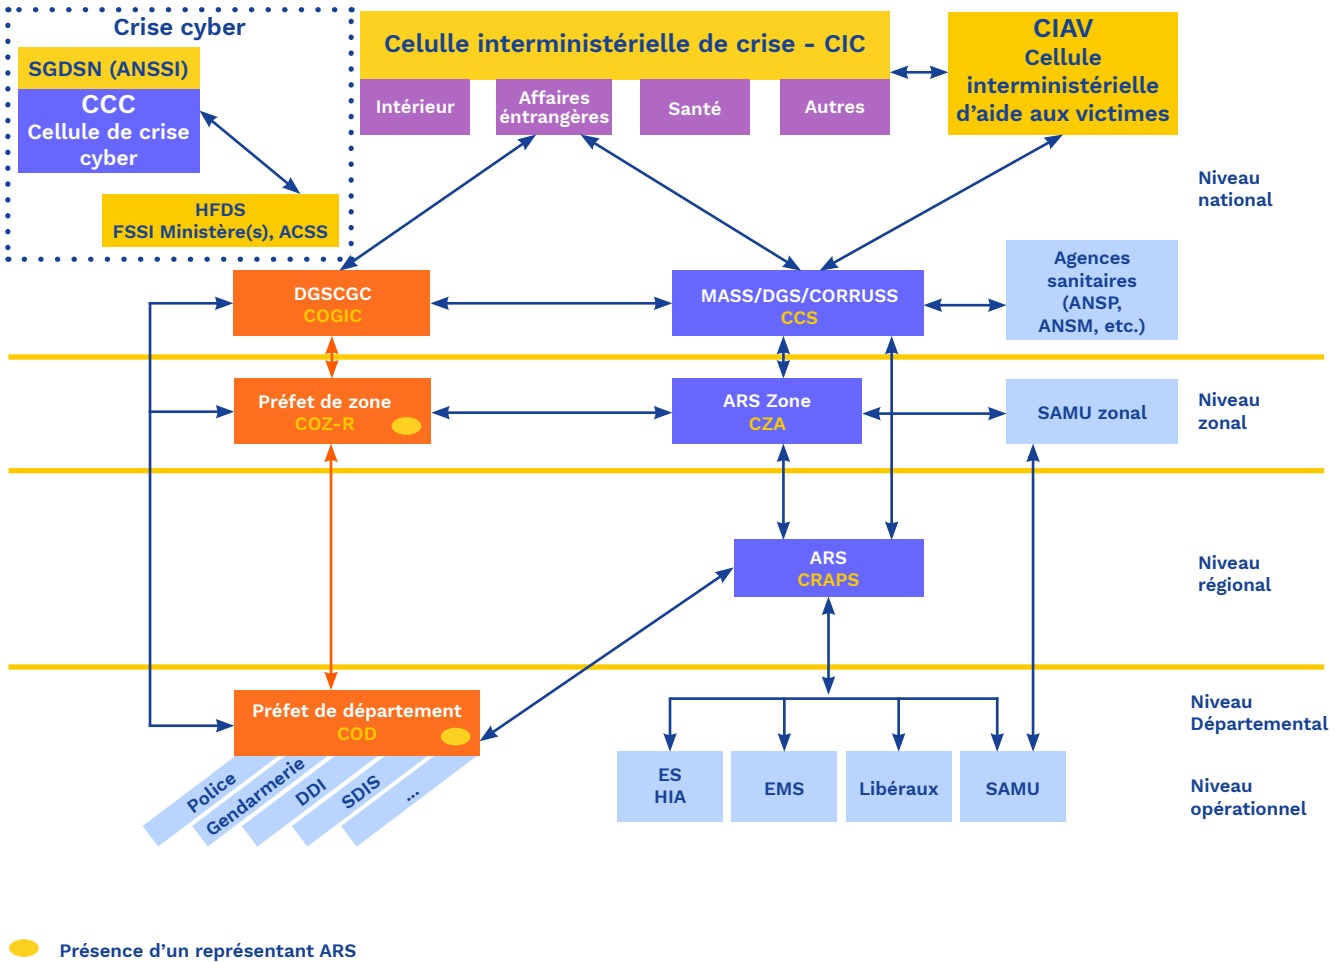 Crise cyber
SGDSN (ANSSI)
CCC
Cellule de crise
cyber
HFDS
FSSI Ministère(s), ACSS
Celulle interministérielle de crise - CIC
Intérieur
Affaires
éntrangères
Santé
Autres
CIAV
Cellule
interministérielle
d’aide aux victimes
Niveau
national
DGSCGC
COGIC
MASS/DGS/CORRUSS
CCS
Agences
sanitaires
(ANSP,
ANSM, etc.)
Préfet de zone
COZ-R
ARS Zone
CZA
SAMU zonal
Niveau
zonal
ARS
CRAPS
Niveau
régional
Préfet de département
COD
Police
Gendarmerie
DDI
SDIS
...
ES
HIA
EMS
Libéraux
SAMU
Niveau
Départemental
Niveau
opérationnel
Présence d’un représentant ARS